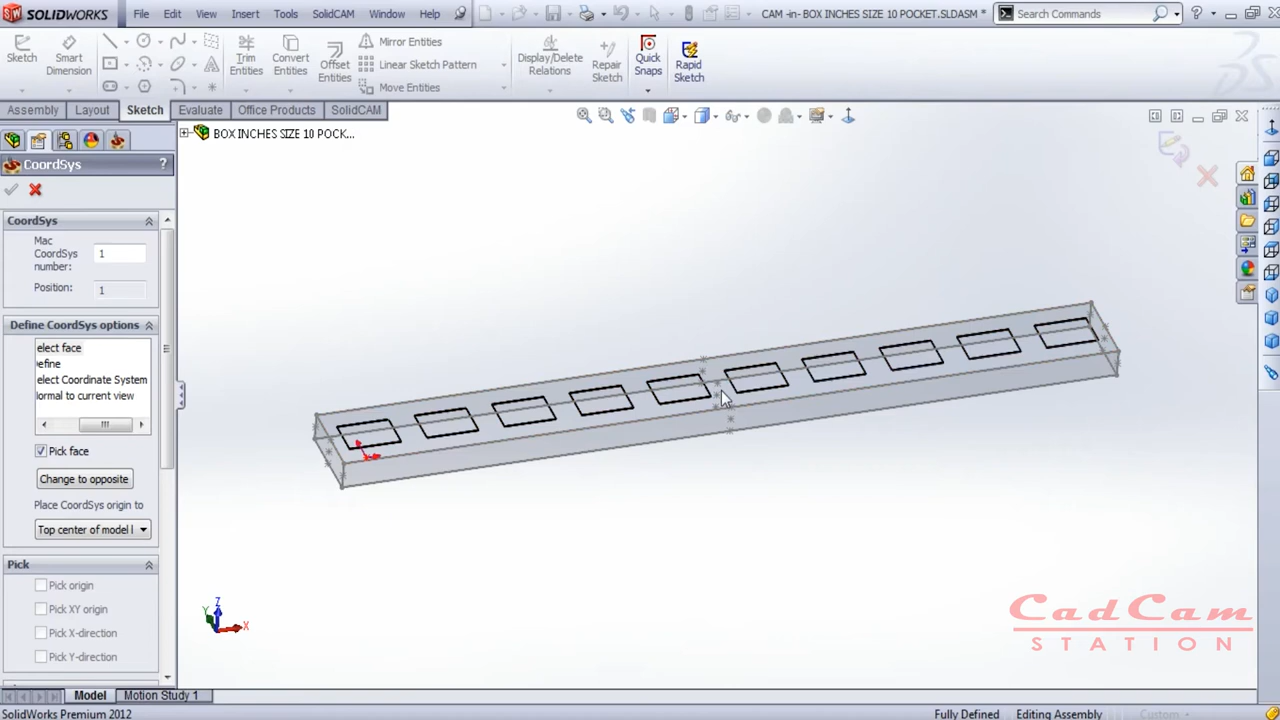 SOLIDWORKS File Edit View Insert Tools SolidCAM Window Help CAM -in- BOX INCHES SIZE 10 POCKET.SLDASM * Search Commands
Sketch Smart Dimension Trim Entities Convert Entities Offset Entities Mirror Entities Linear Sketch Pattern Move Entities Display/Delete Relations Repair Sketch Quick Snaps Rapid Sketch
Assembly Layout Sketch Evaluate Office Products SolidCAM
BOX INCHES SIZE 10 POCK...
CoordSys ?
CoordSys
Mac CoordSys number: 1
Position: 1
Define CoordSys options
elect face
efine
elect Coordinate System
ormal to current view
Pick face
Change to opposite
Place CoordSys origin to
Top center of model
Pick
Pick origin
Pick XY origin
Pick X-direction
Pick Y-direction
Z
Y
X
CadCam
STATION
Model Motion Study 1
SolidWorks Premium 2012 Fully Defined Editing Assembly Custom